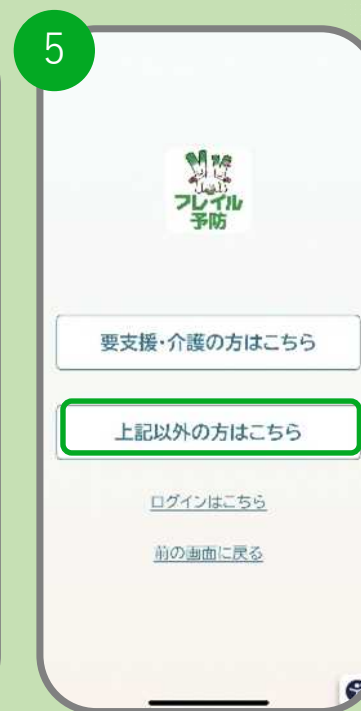 5
フレイル
予防
要支援・介護の方はこちら
上記以外の方はこちら
ログインはこちら
前の画面に戻る